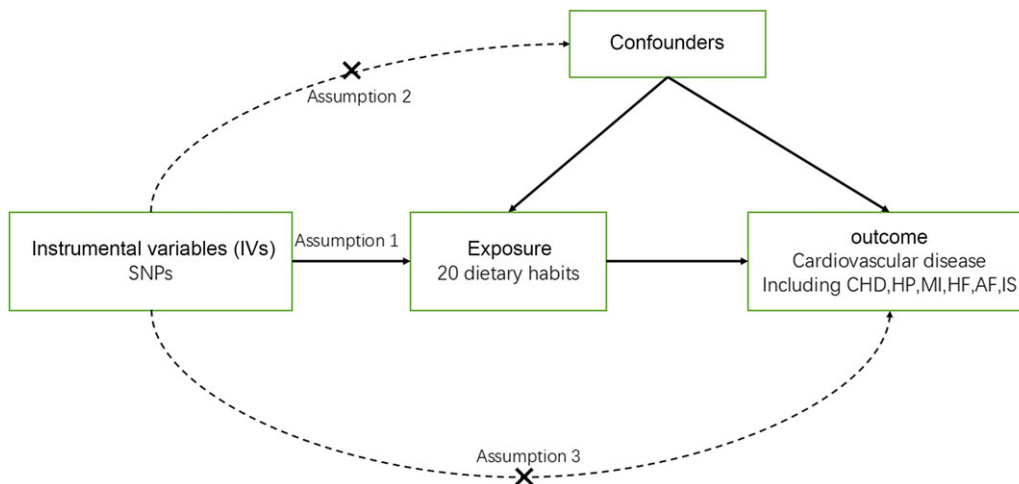 Confounders
Assumption 2
Instrumental variables (IVs)
SNPs
Assumption 1
Exposure
20 dietary habits
outcome
Cardiovascular disease
Including CHD,HP,MI,HF,AF,IS
Assumption 3